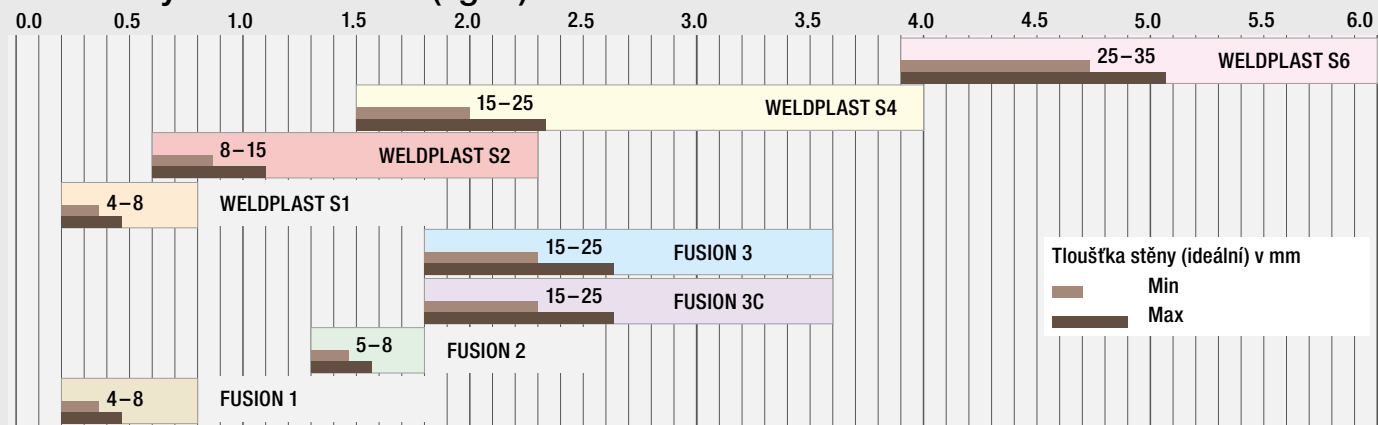 0.0 0.5 1.0 1.5 2.0 2.5 3.0 3.5 4.0 4.5 5.0 5.5 6.0
25–35 WELDPLAST S6
15–25 WELDPLAST S4
8–15 WELDPLAST S2
4–8 WELDPLAST S1
15–25 FUSION 3
Tloušťka stěny (ideální) v mm
Min
Max
15–25 FUSION 3C
5–8 FUSION 2
4–8 FUSION 1